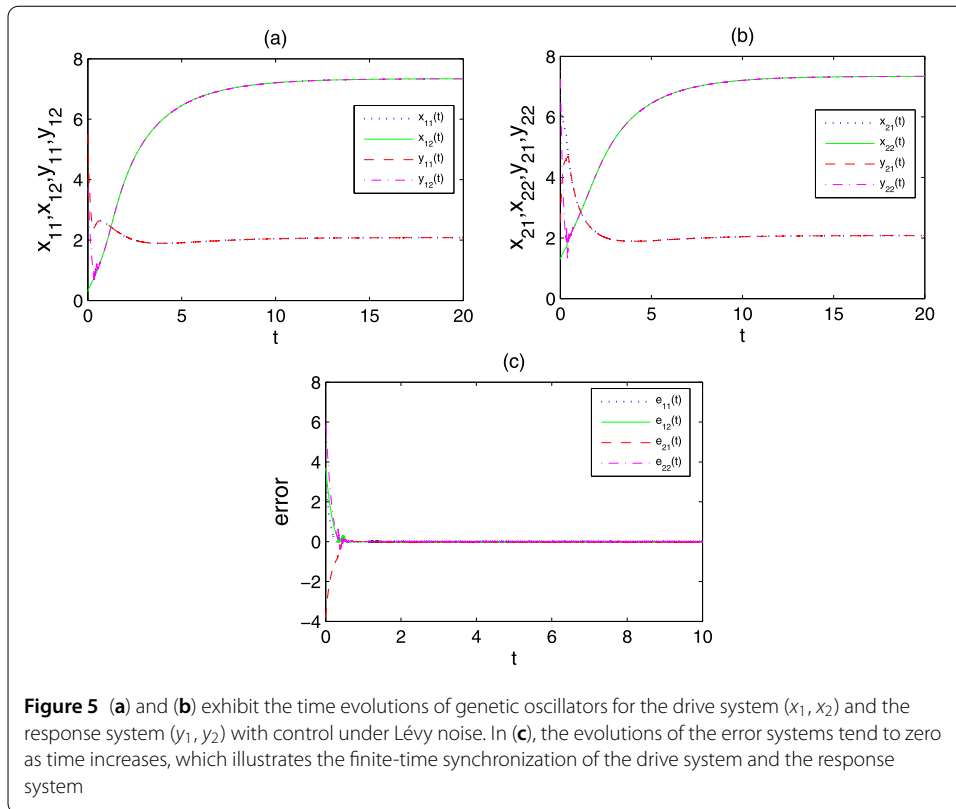 (a)
8
6
4
2
0
0 5 10 15 20
t
x11,x12,y11,y12
x11(t)
x12(t)
y11(t)
y12(t)
(b)
8
6
4
2
0
0 5 10 15 20
t
x21,x22,y21,y22
x21(t)
x22(t)
y21(t)
y22(t)
(c)
8
6
4
2
0
−2
−4
0 2 4 6 8 10
t
error
e11(t)
e12(t)
e21(t)
e22(t)
Figure 5 (a) and (b) exhibit the time evolutions of genetic oscillators for the drive system (x1, x2) and the
response system (y1, y2) with control under Lévy noise. In (c), the evolutions of the error systems tend to zero
as time increases, which illustrates the finite-time synchronization of the drive system and the response
system